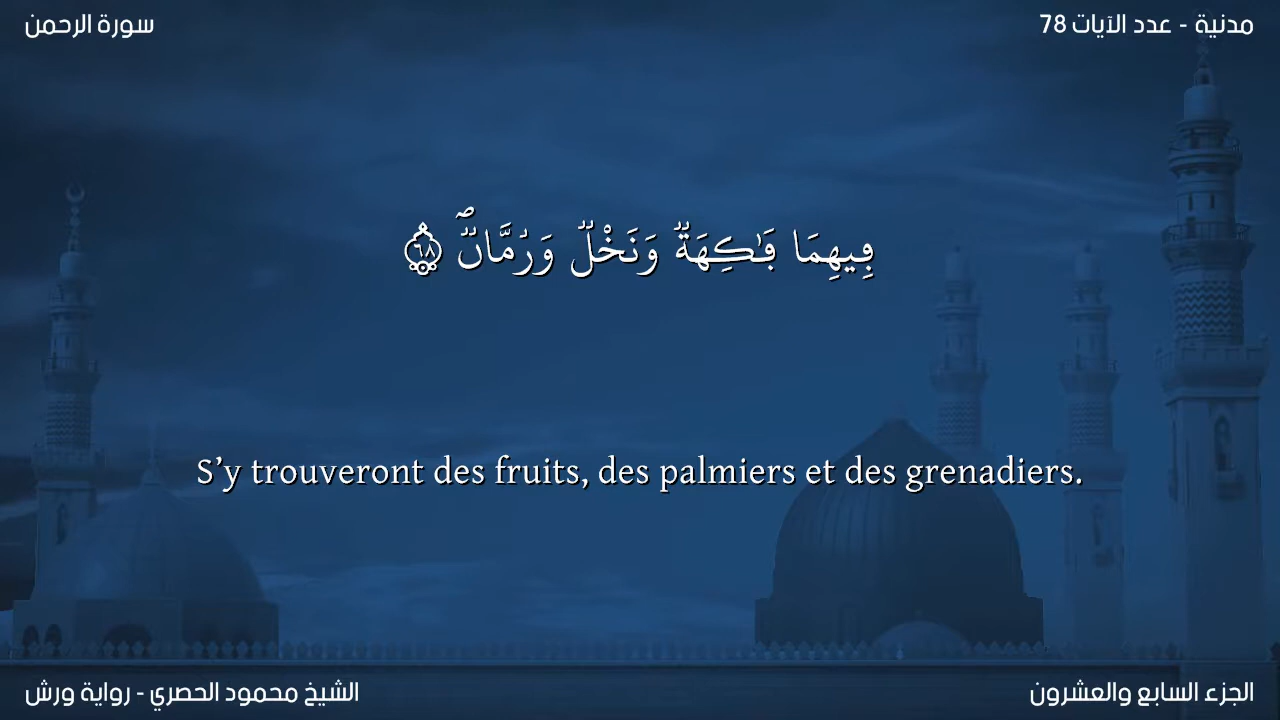 سورة الرحمن
مدنية - عدد الآيات 78
فِيهِمَا فَٰكِهَةٞ وَنَخْلٞ وَرُمَّانٞۖ ٦٨
S’y trouveront des fruits, des palmiers et des grenadiers.
الشيخ محمود الحصري - رواية ورش
الجزء السابع والعشرون